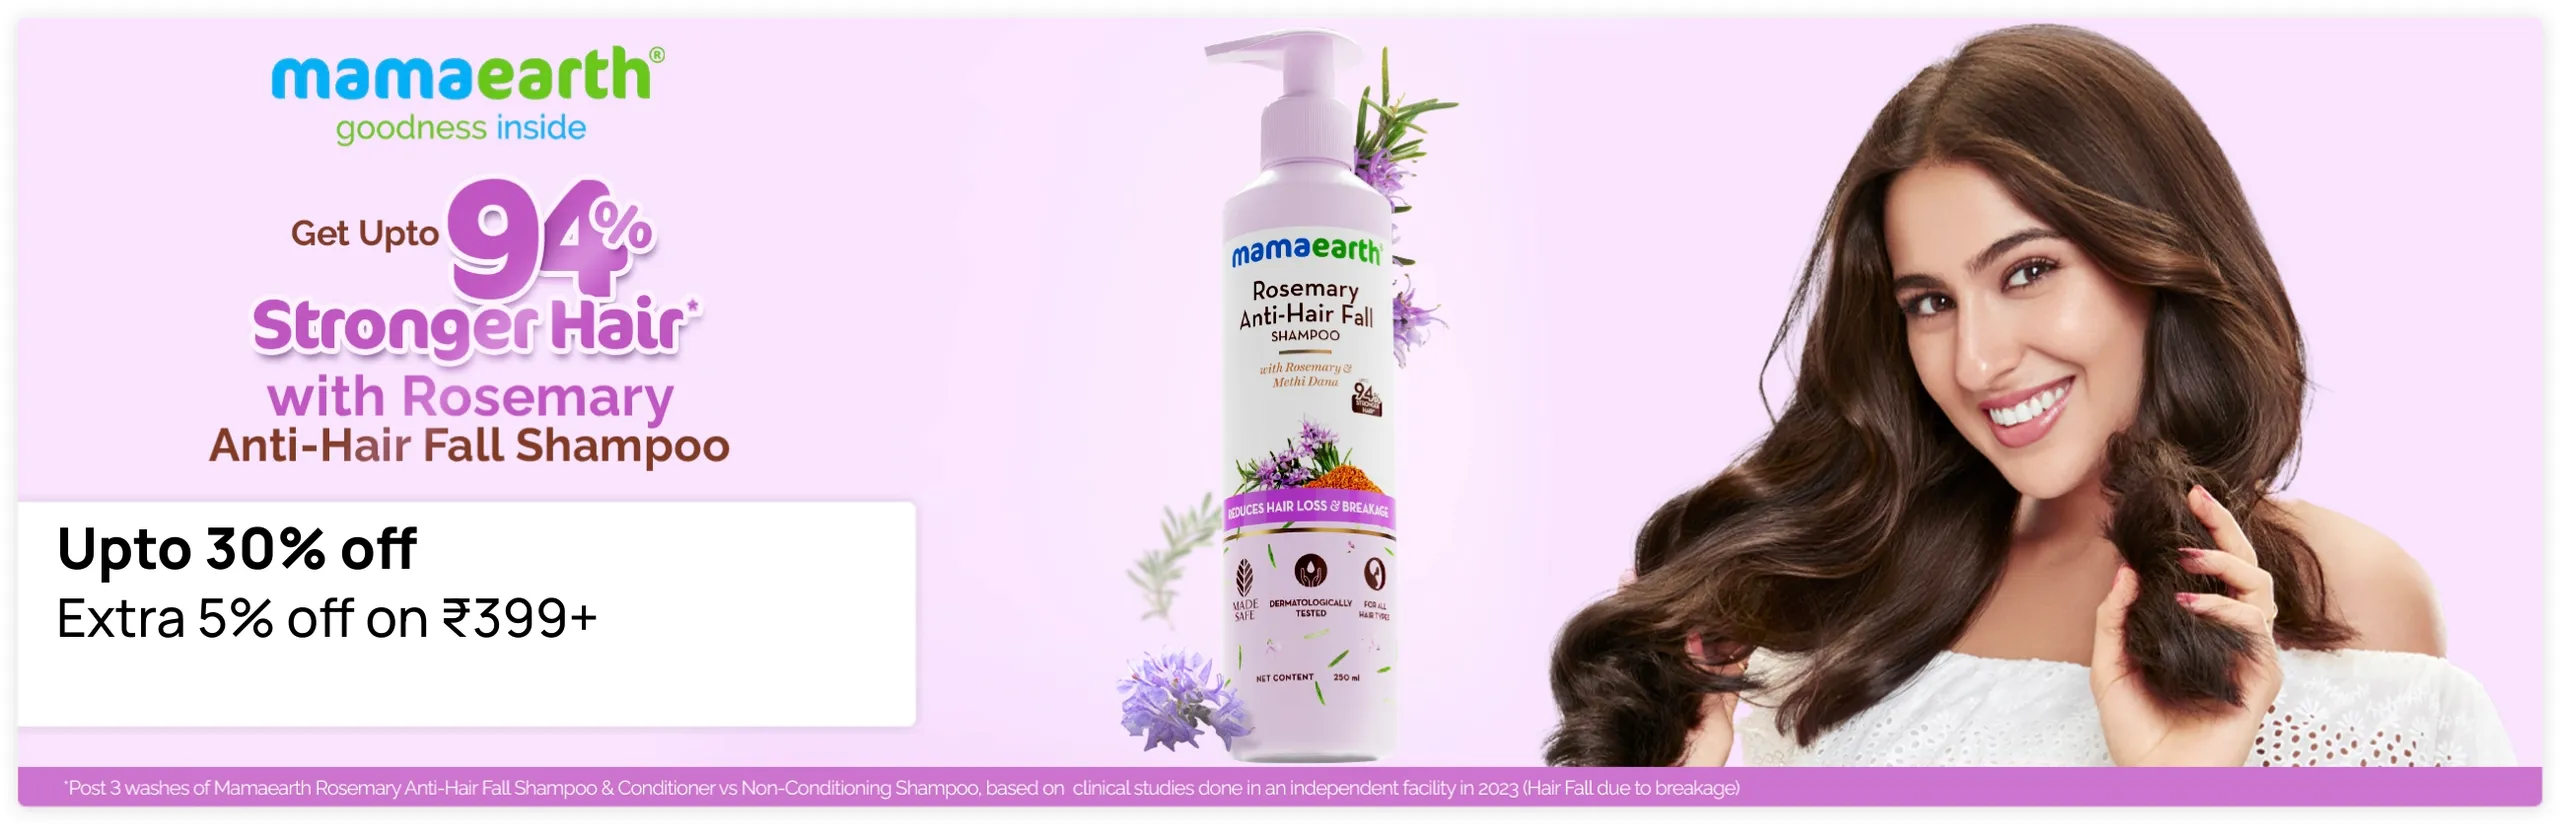 mamaearth®
goodness inside
Get Upto 94%
Stronger Hair*
with Rosemary
Anti-Hair Fall Shampoo
Upto 30% off
Extra 5% off on ₹399+
mamaearth®
Rosemary
Anti-Hair Fall
SHAMPOO
with Rosemary &
Methi Dana
94%
STRONGER
HAIR*
REDUCES HAIR LOSS & BREAKAGE
MADE
SAFE
DERMATOLOGICALLY
TESTED
FOR ALL
HAIR TYPES
NET CONTENT 250 ml
*Post 3 washes of Mamaearth Rosemary Anti-Hair Fall Shampoo & Conditioner vs Non-Conditioning Shampoo, based on clinical studies done in an independent facility in 2023 (Hair Fall due to breakage)